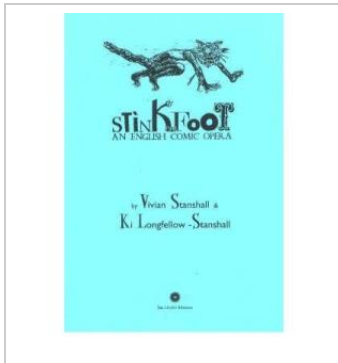 STINKFOOT
AN ENGLISH COMIC OPERA
by Vivian Stanshall &
Ki Longfellow-Stanshall